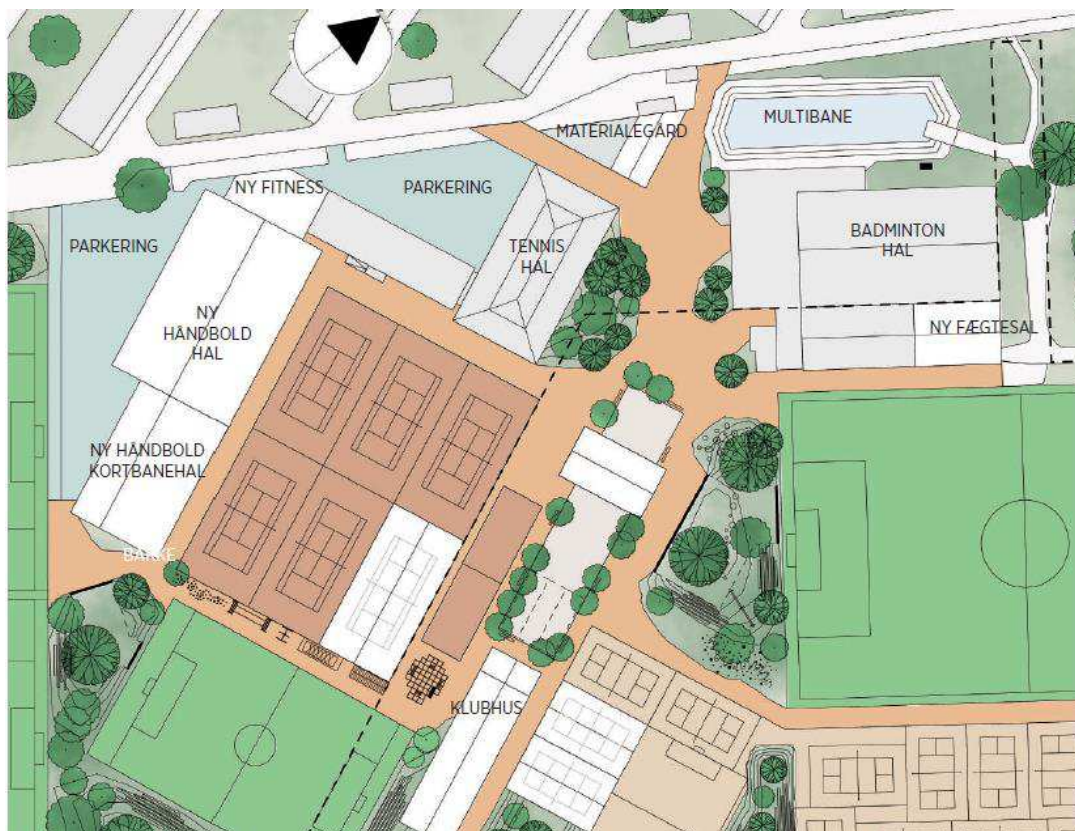 MATERIALEGÅRD
MULTIBANE
NY FITNESS
PARKERING
PARKERING
TENNIS
HAL
BADMINTON
HAL
NY
HÅNDBOLD
HAL
NY FÆGTESAL
NY HÅNDBOLD
KORTBANEHAL
BAKKE
KLUBHUS